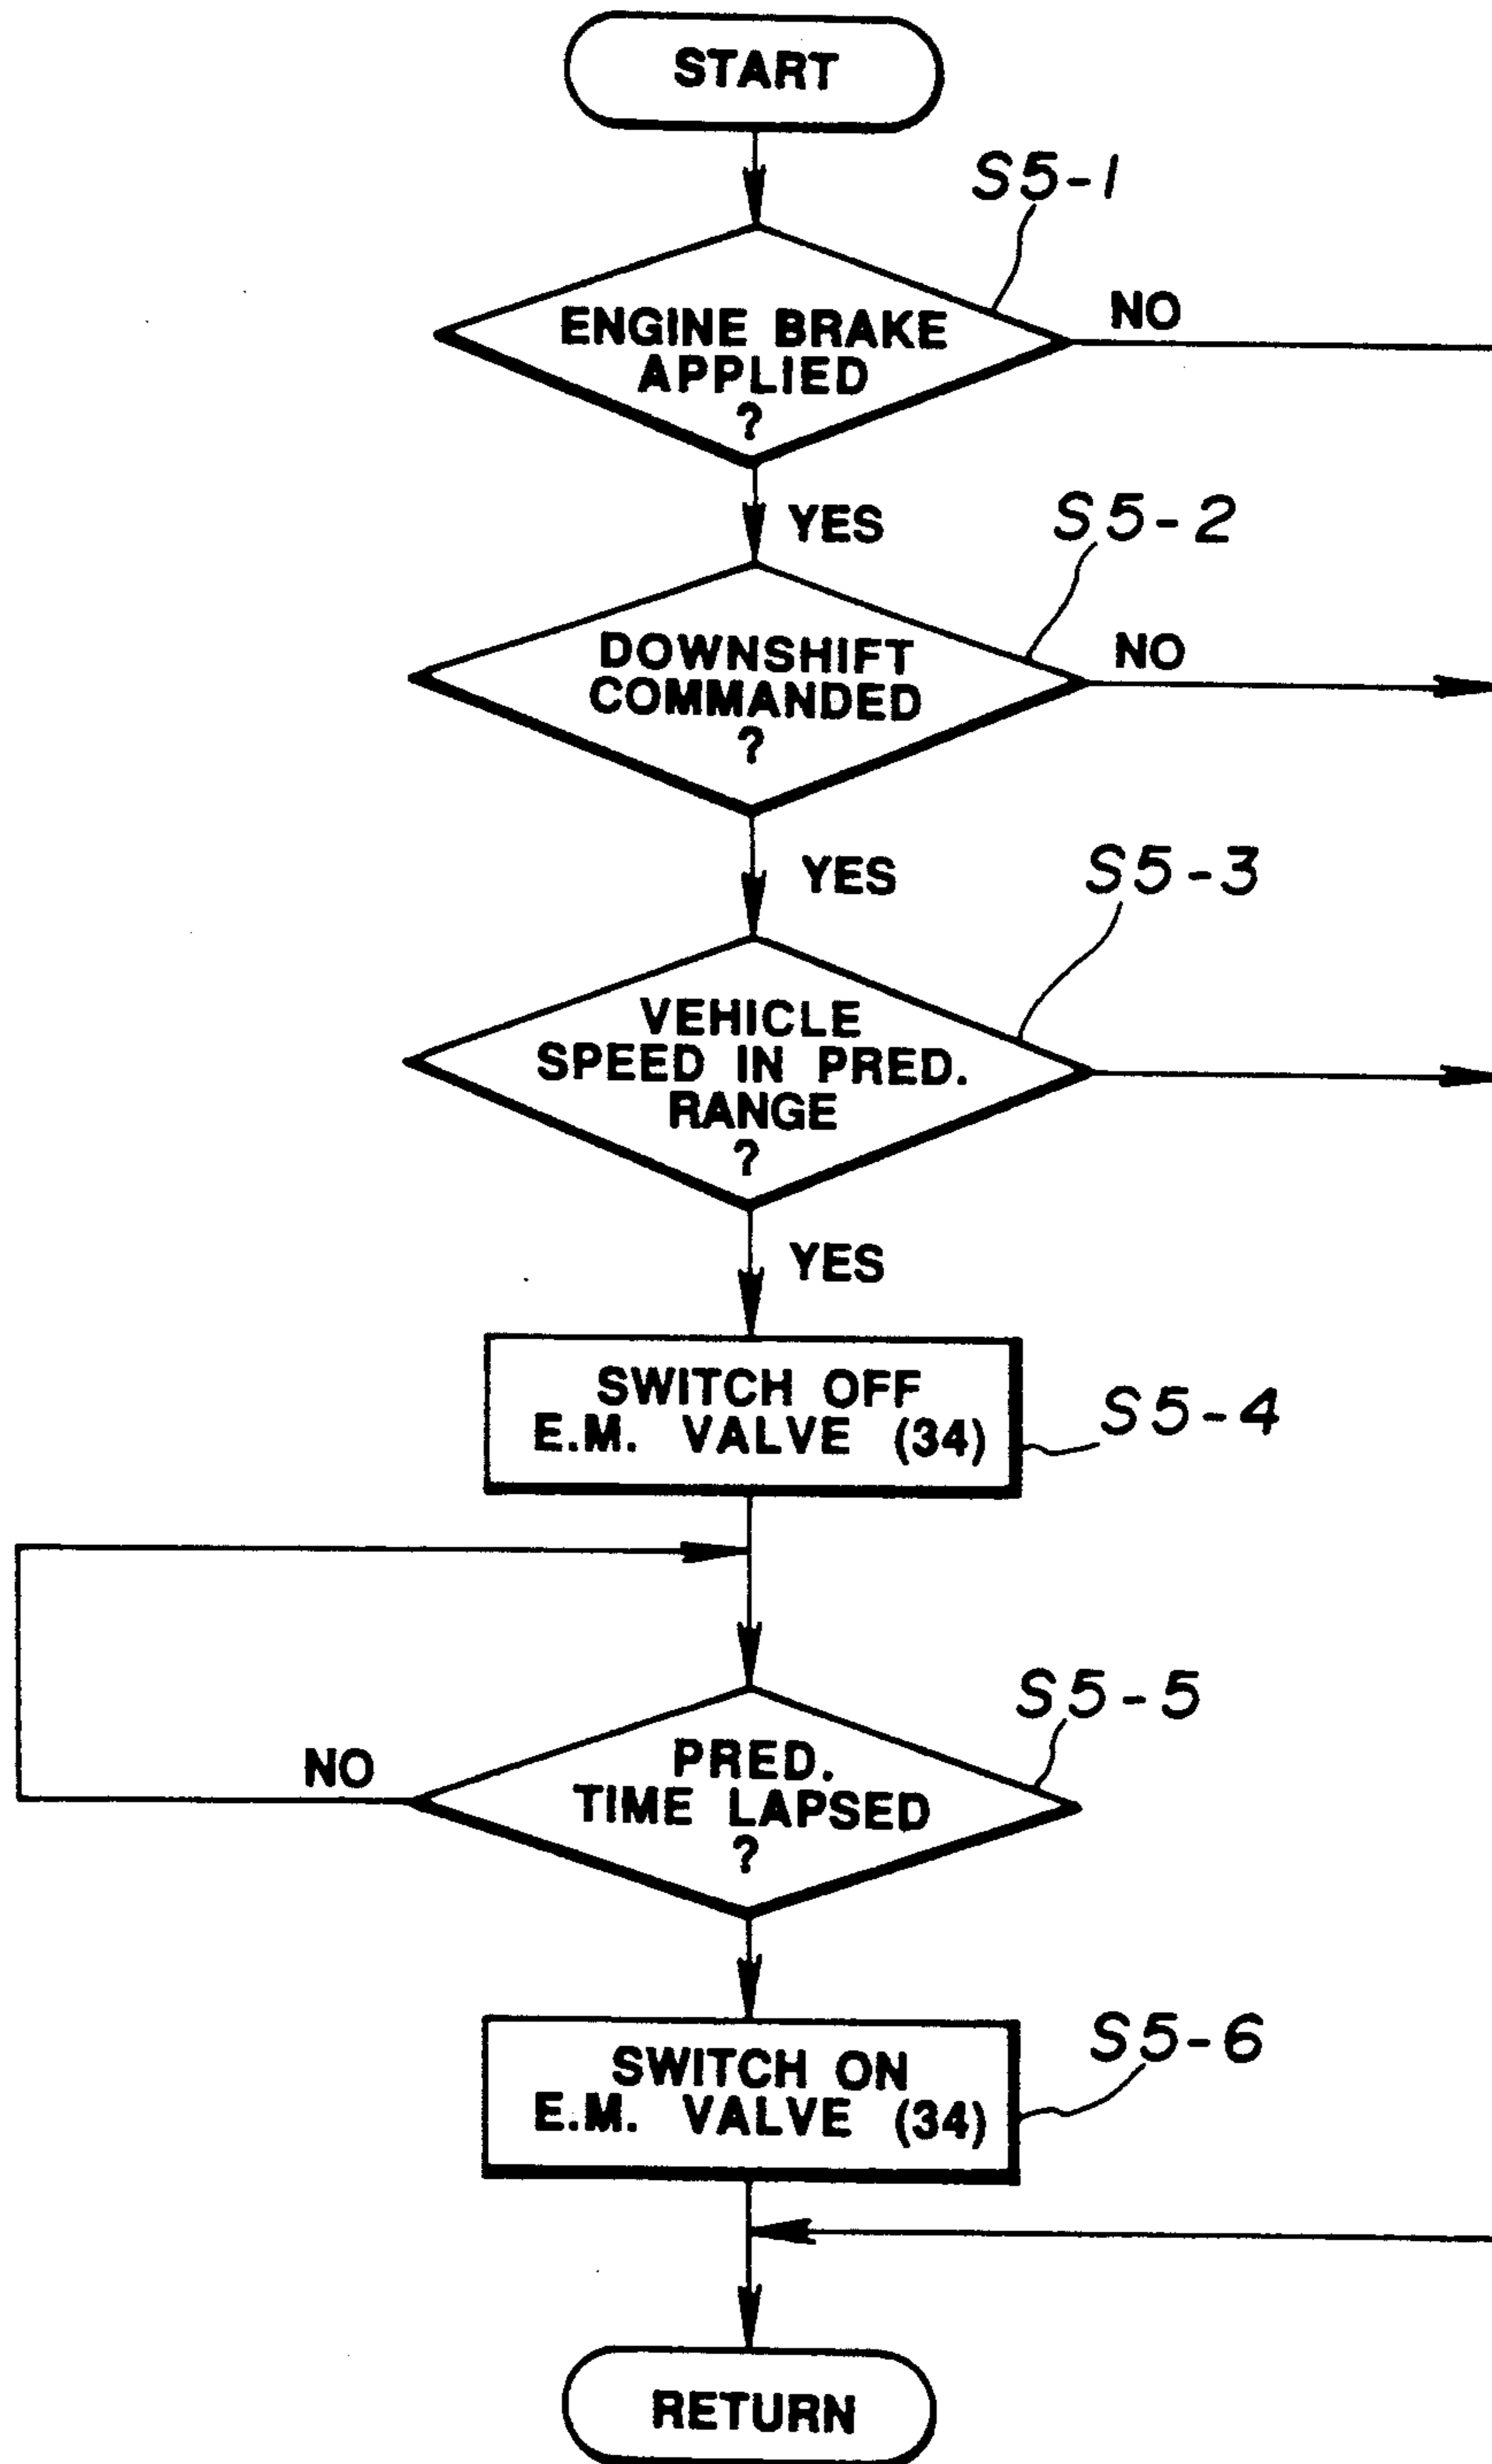 START
S5-1
ENGINE BRAKE
APPLIED
?
NO
YES
S5-2
DOWNSHIFT
COMMANDED
?
NO
YES
S5-3
VEHICLE
SPEED IN PRED.
RANGE
?
YES
SWITCH OFF
E.M. VALVE (34)
S5-4
S5-5
NO
PRED.
TIME LAPSED
?
S5-6
SWITCH ON
E.M. VALVE (34)
RETURN